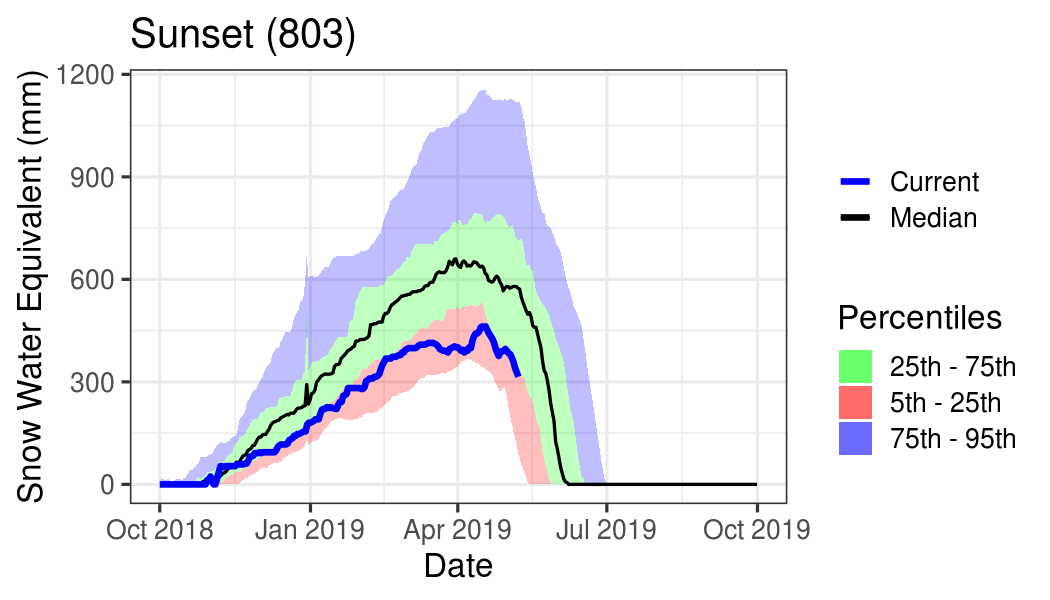 Sunset (803)
Snow Water Equivalent (mm)
1200
900
600
300
0
Oct 2018
Jan 2019
Apr 2019
Jul 2019
Oct 2019
Date
Current
Median
Percentiles
25th - 75th
5th - 25th
75th - 95th